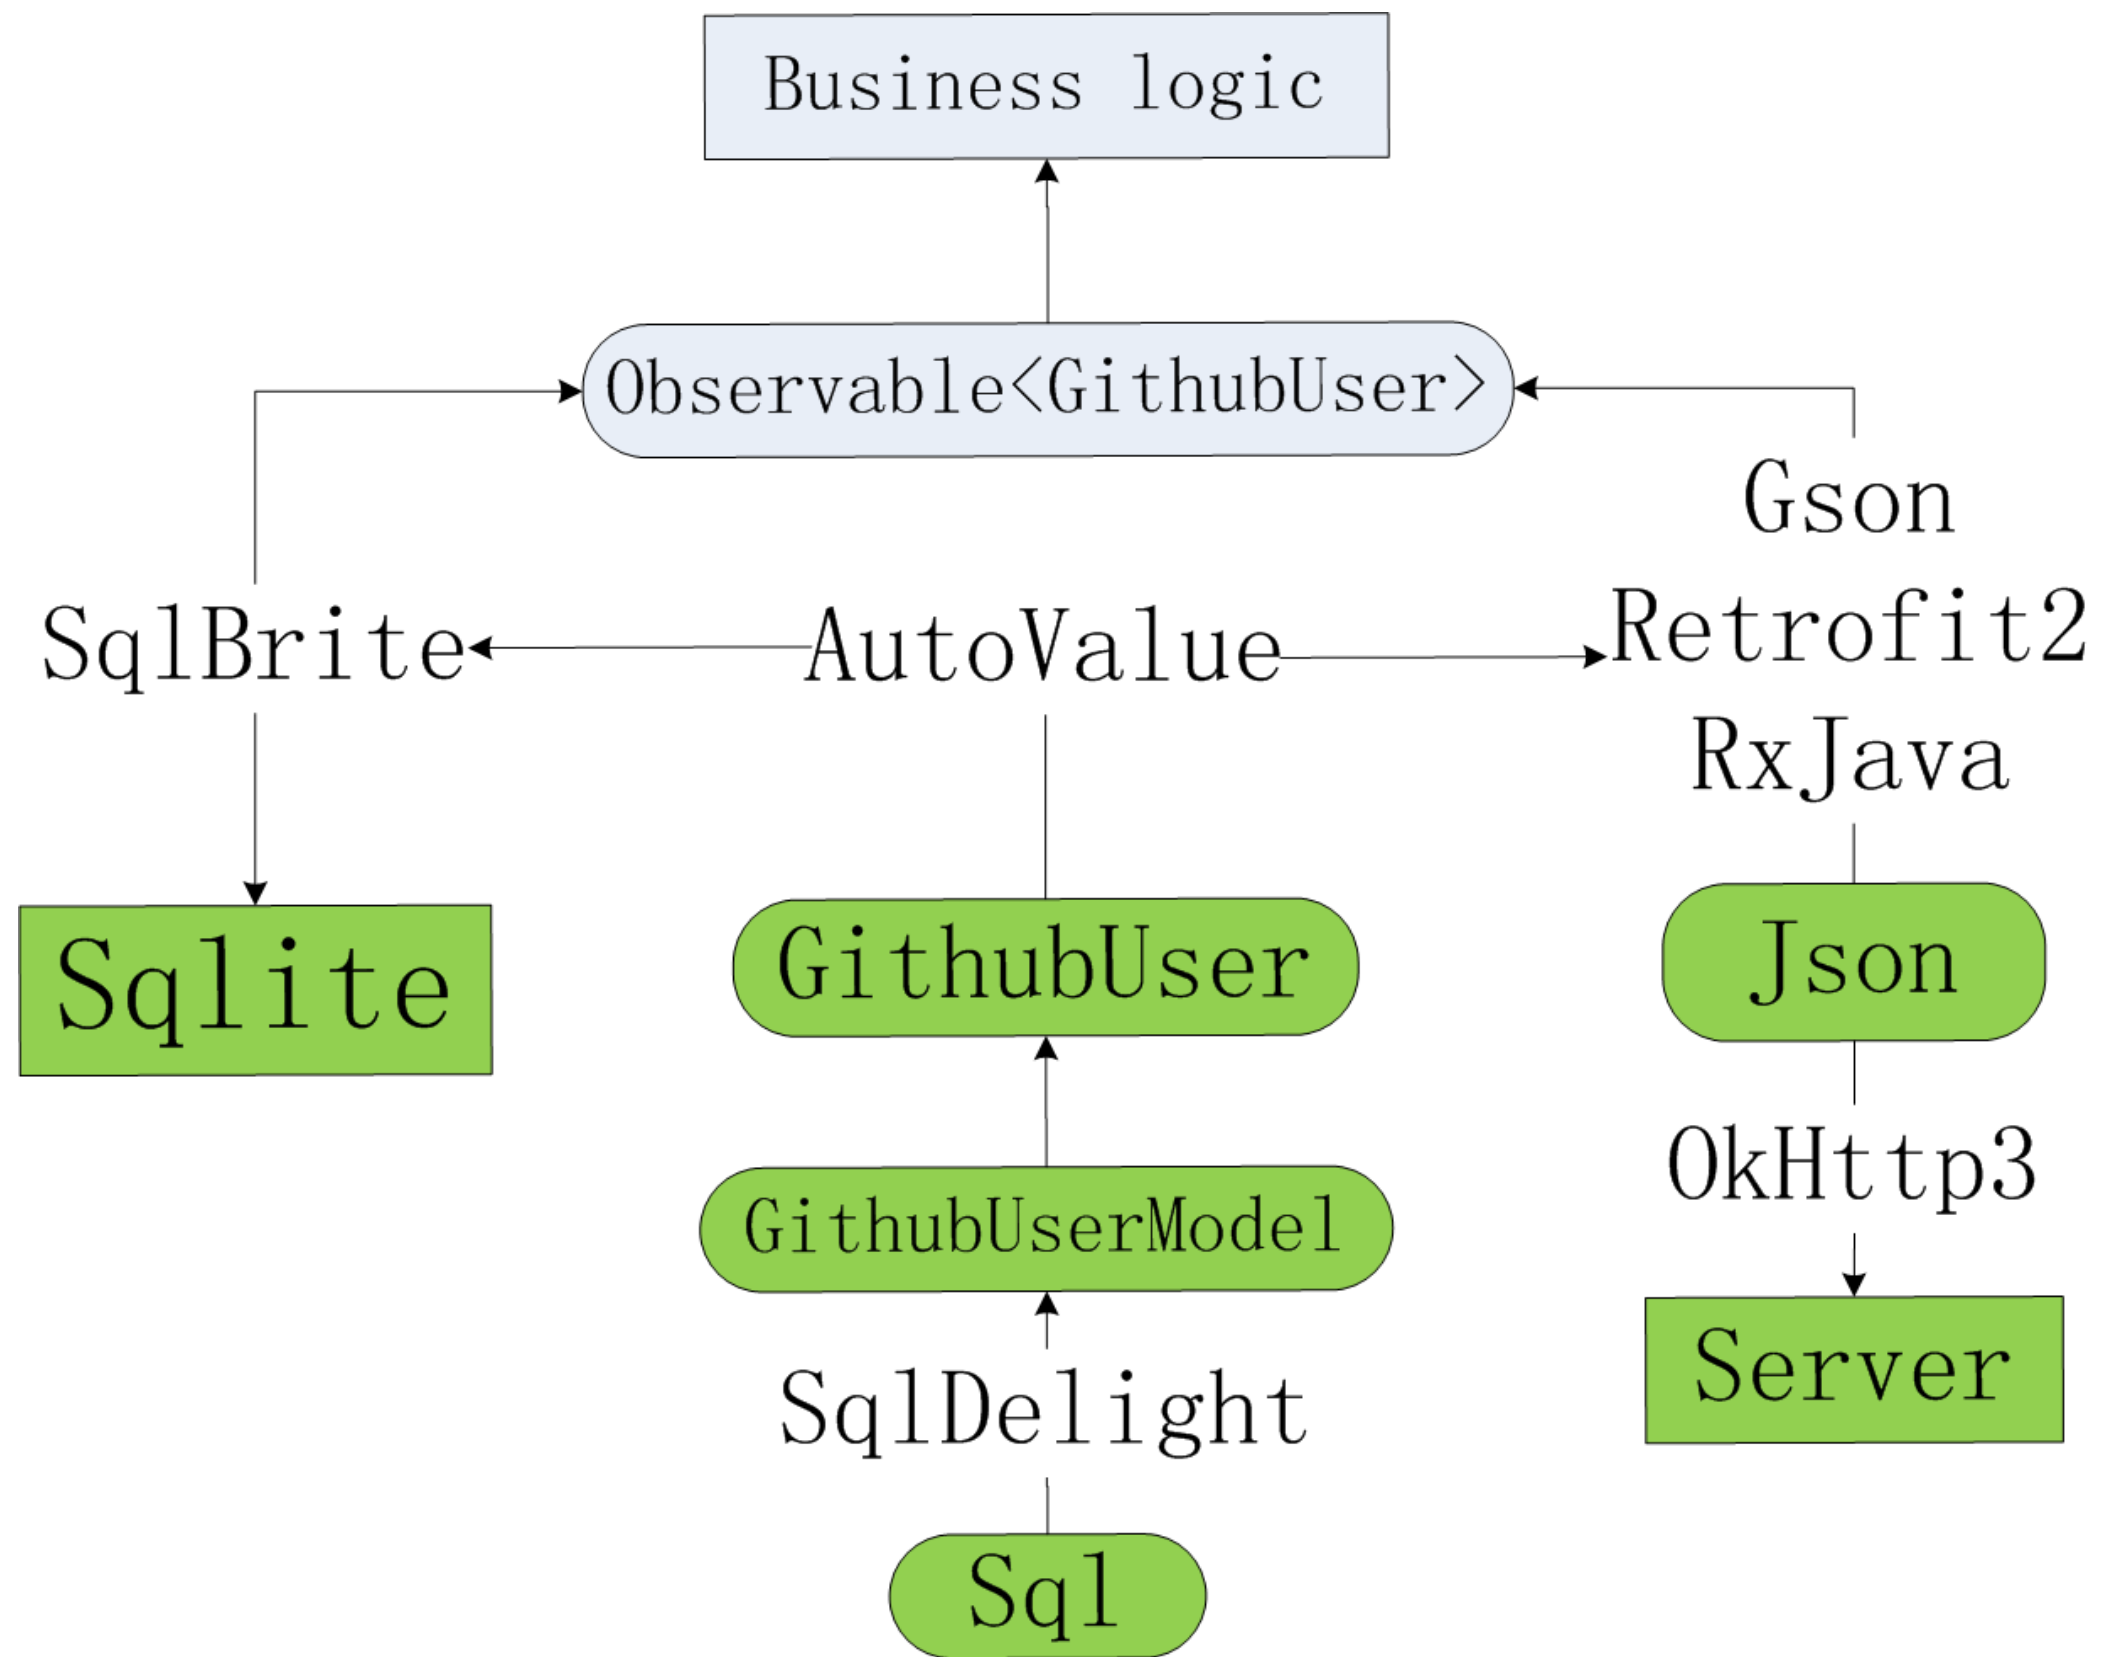 Business logic
Observable<GithubUser>
Gson
SqlBrite
AutoValue
Retrofit2
RxJava
Sqlite
GithubUser
Json
OkHttp3
GithubUserModel
Server
SqlDelight
Sql